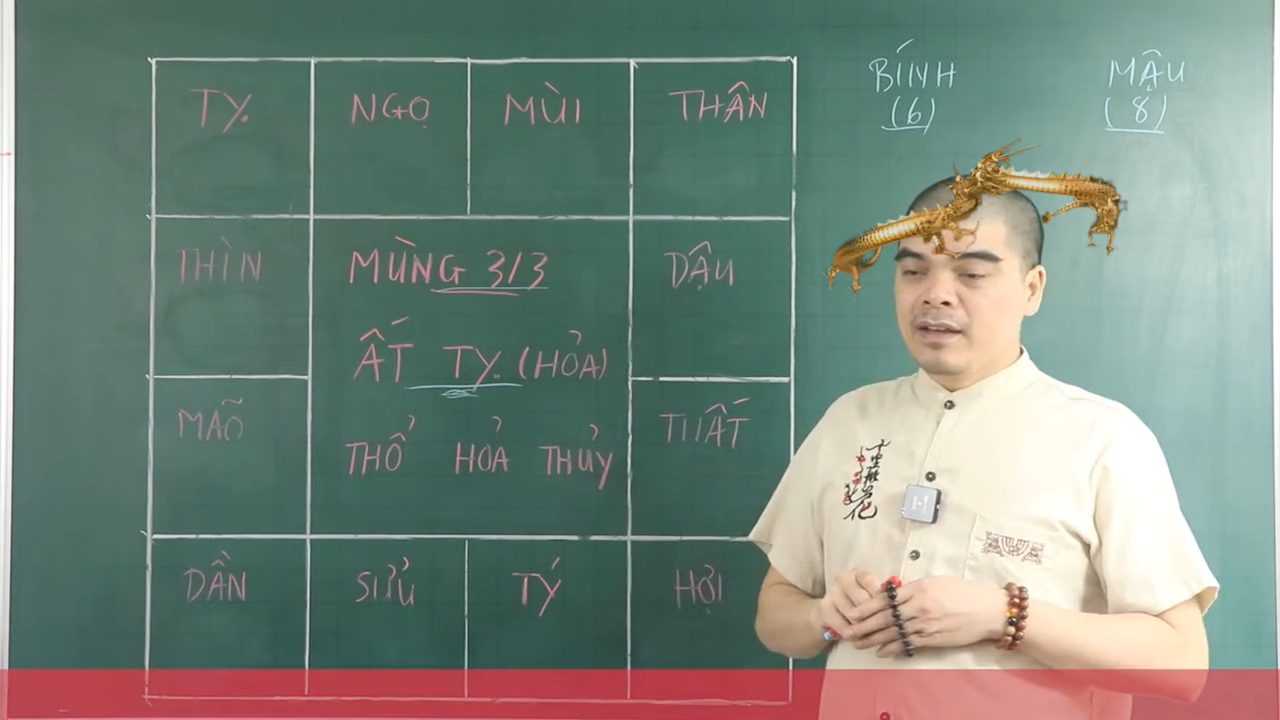 TỴ NGỌ MÙI THÂN
BÍNH
(6)
MẬU
(8)
THÌN
MÙNG 3/3
DẬU
ẤT TỴ (HỎA)
MÃO
THỔ HỎA THỦY
TUẤT
DẦN SỬU TÝ HỢI